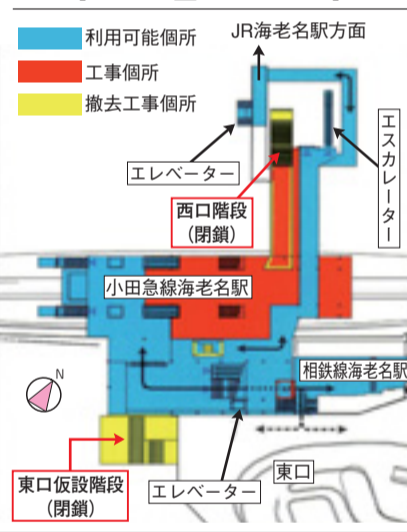 利用可能個所
工事個所
撤去工事個所
JR海老名駅方面
エレベーター
エスカレーター
西口階段
(閉鎖)
小田急線海老名駅
相鉄線海老名駅
N
東口仮設階段
(閉鎖)
エレベーター
東口